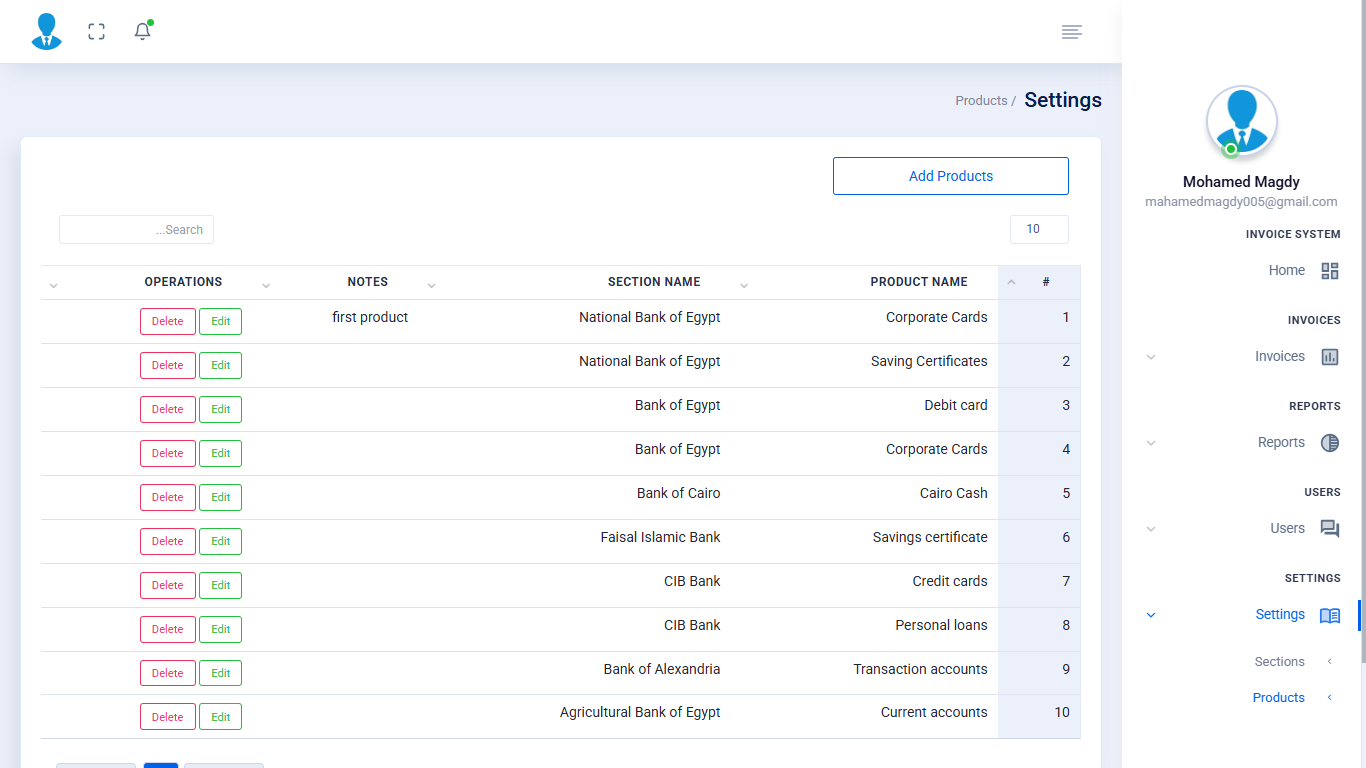 Products / Settings
Add Products
...Search
10
OPERATIONS NOTES SECTION NAME PRODUCT NAME #
Delete Edit first product National Bank of Egypt Corporate Cards 1
Delete Edit National Bank of Egypt Saving Certificates 2
Delete Edit Bank of Egypt Debit card 3
Delete Edit Bank of Egypt Corporate Cards 4
Delete Edit Bank of Cairo Cairo Cash 5
Delete Edit Faisal Islamic Bank Savings certificate 6
Delete Edit CIB Bank Credit cards 7
Delete Edit CIB Bank Personal loans 8
Delete Edit Bank of Alexandria Transaction accounts 9
Delete Edit Agricultural Bank of Egypt Current accounts 10
Mohamed Magdy
mahamedmagdy005@gmail.com
INVOICE SYSTEM
Home
INVOICES
Invoices
REPORTS
Reports
USERS
Users
SETTINGS
Settings
Sections
Products